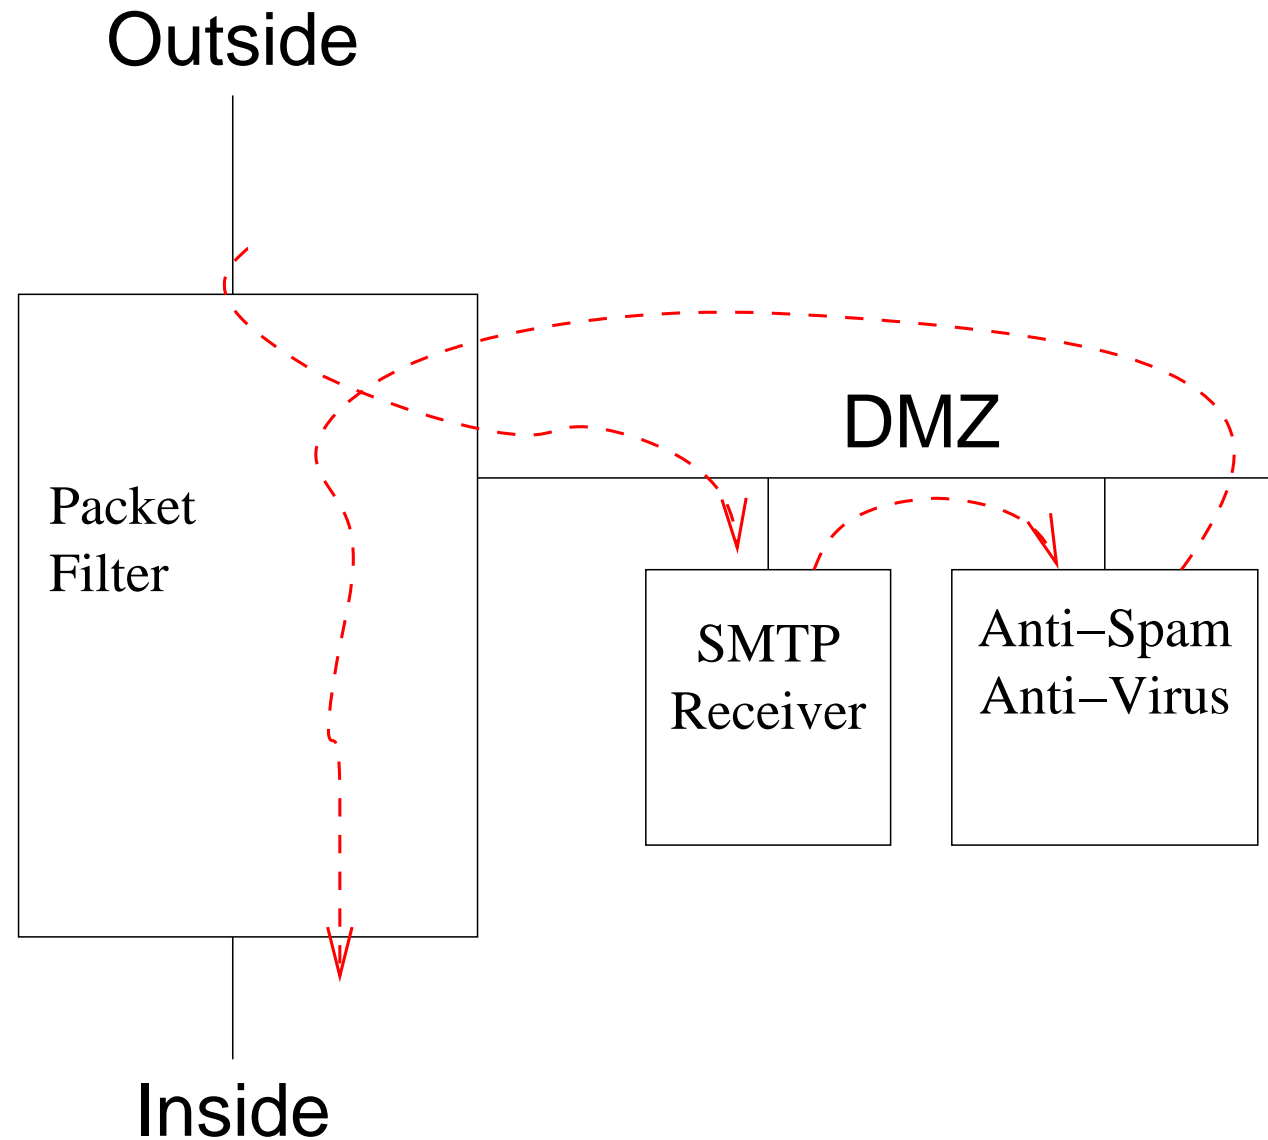 Outside
DMZ
Packet
Filter
SMTP
Receiver
Anti–Spam
Anti–Virus
Inside